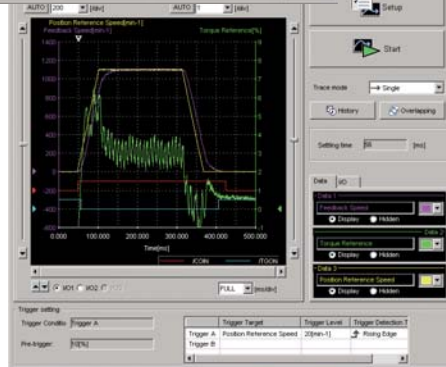 AUTO 200 [/div] AUTO 1 [/div]
Setup
Position Reference Speed[min-1]
Feedback Speed[min-1] Torque Reference[%]
1400
1200
1000
800
600
400
200
0
-200
-400
-600
0.000 100.000 200.000 300.000 400.000 500.000
Time[ms]
/COIN /TGON
I/O1 I/O2
FULL [ms/div]
Start
Trace mode Single
History Overlapping
Settling time [ms]
Data I/O
Data 1
Feedback Speed
Display Hidden
Data 2
Torque Reference
Display Hidden
Data 3
Position Reference Speed
Display Hidden
Trigger setting
Trigger Conditio Trigger A
Pre-trigger: 10[%]
Trigger Target Trigger Level Trigger Detection T
Trigger A Position Reference Speed 20[min-1] Rising Edge
Trigger B